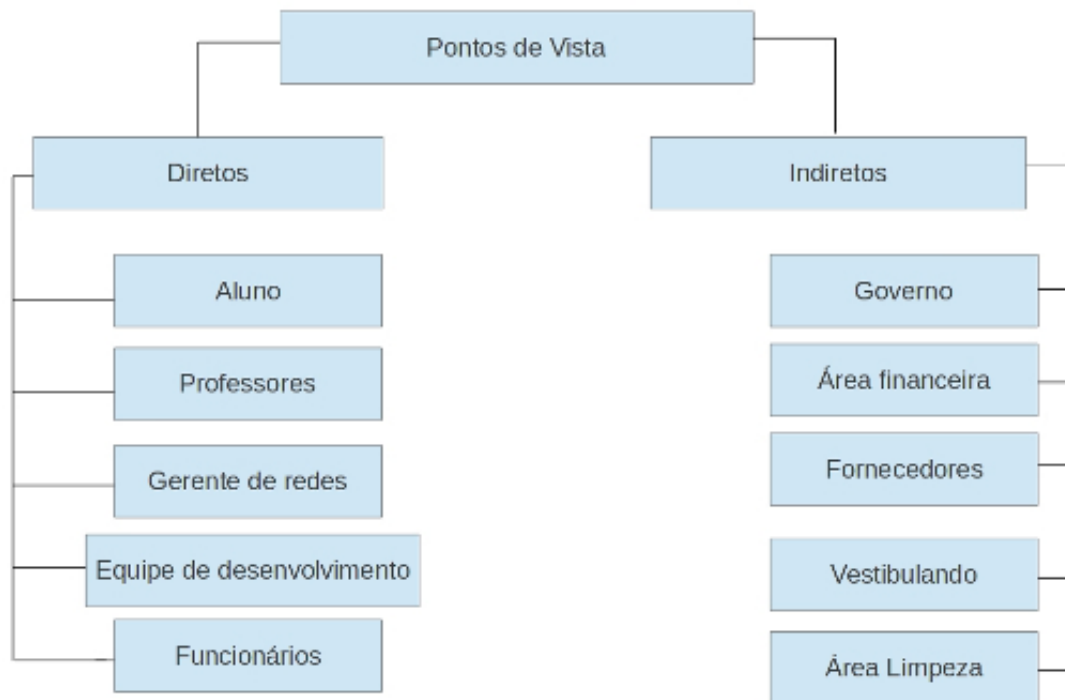 Pontos de Vista
Diretos
Indiretos
Aluno
Professores
Gerente de redes
Equipe de desenvolvimento
Funcionários
Governo
Área financeira
Fornecedores
Vestibulando
Área Limpeza